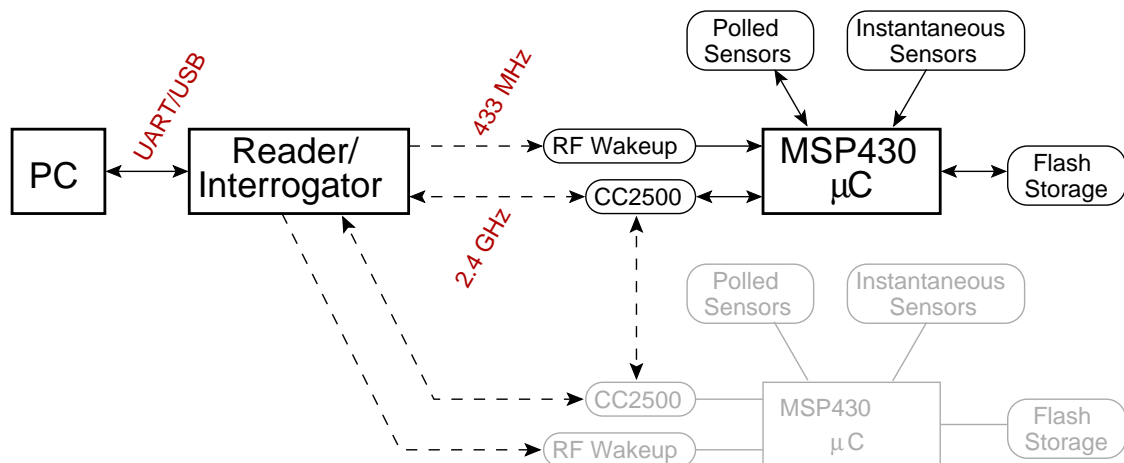 Polled
Sensors
Instantaneous
Sensors
UART/USB
433 MHz
PC
Reader/
Interrogator
RF Wakeup
MSP430
μC
Flash
Storage
CC2500
2.4 GHz
Polled
Sensors
Instantaneous
Sensors
CC2500
MSP430
μC
Flash
Storage
RF Wakeup